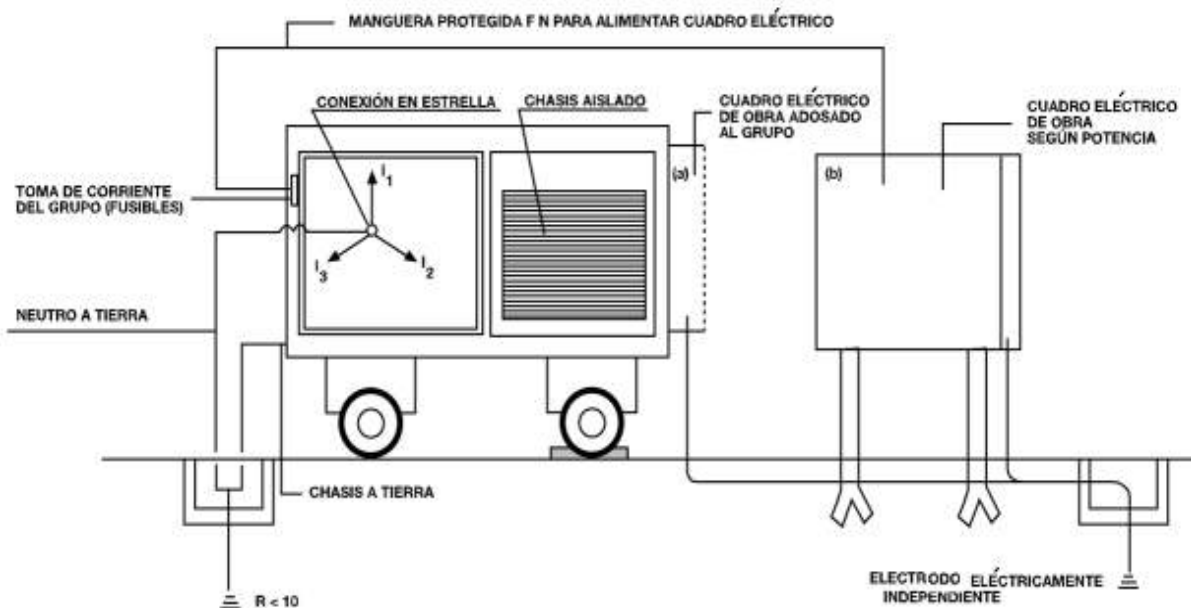 MANGUERA PROTEGIDA F N PARA ALIMENTAR CUADRO ELÉCTRICO
CONEXIÓN EN ESTRELLA
CHASIS AISLADO
CUADRO ELÉCTRICO
DE OBRA ADOSADO
AL GRUPO
CUADRO ELÉCTRICO
DE OBRA
SEGÚN POTENCIA
(a)
(b)
TOMA DE CORRIENTE
DEL GRUPO (FUSIBLES)
I1
I3
I2
NEUTRO A TIERRA
CHASIS A TIERRA
R < 10
ELECTRODO ELÉCTRICAMENTE
INDEPENDIENTE